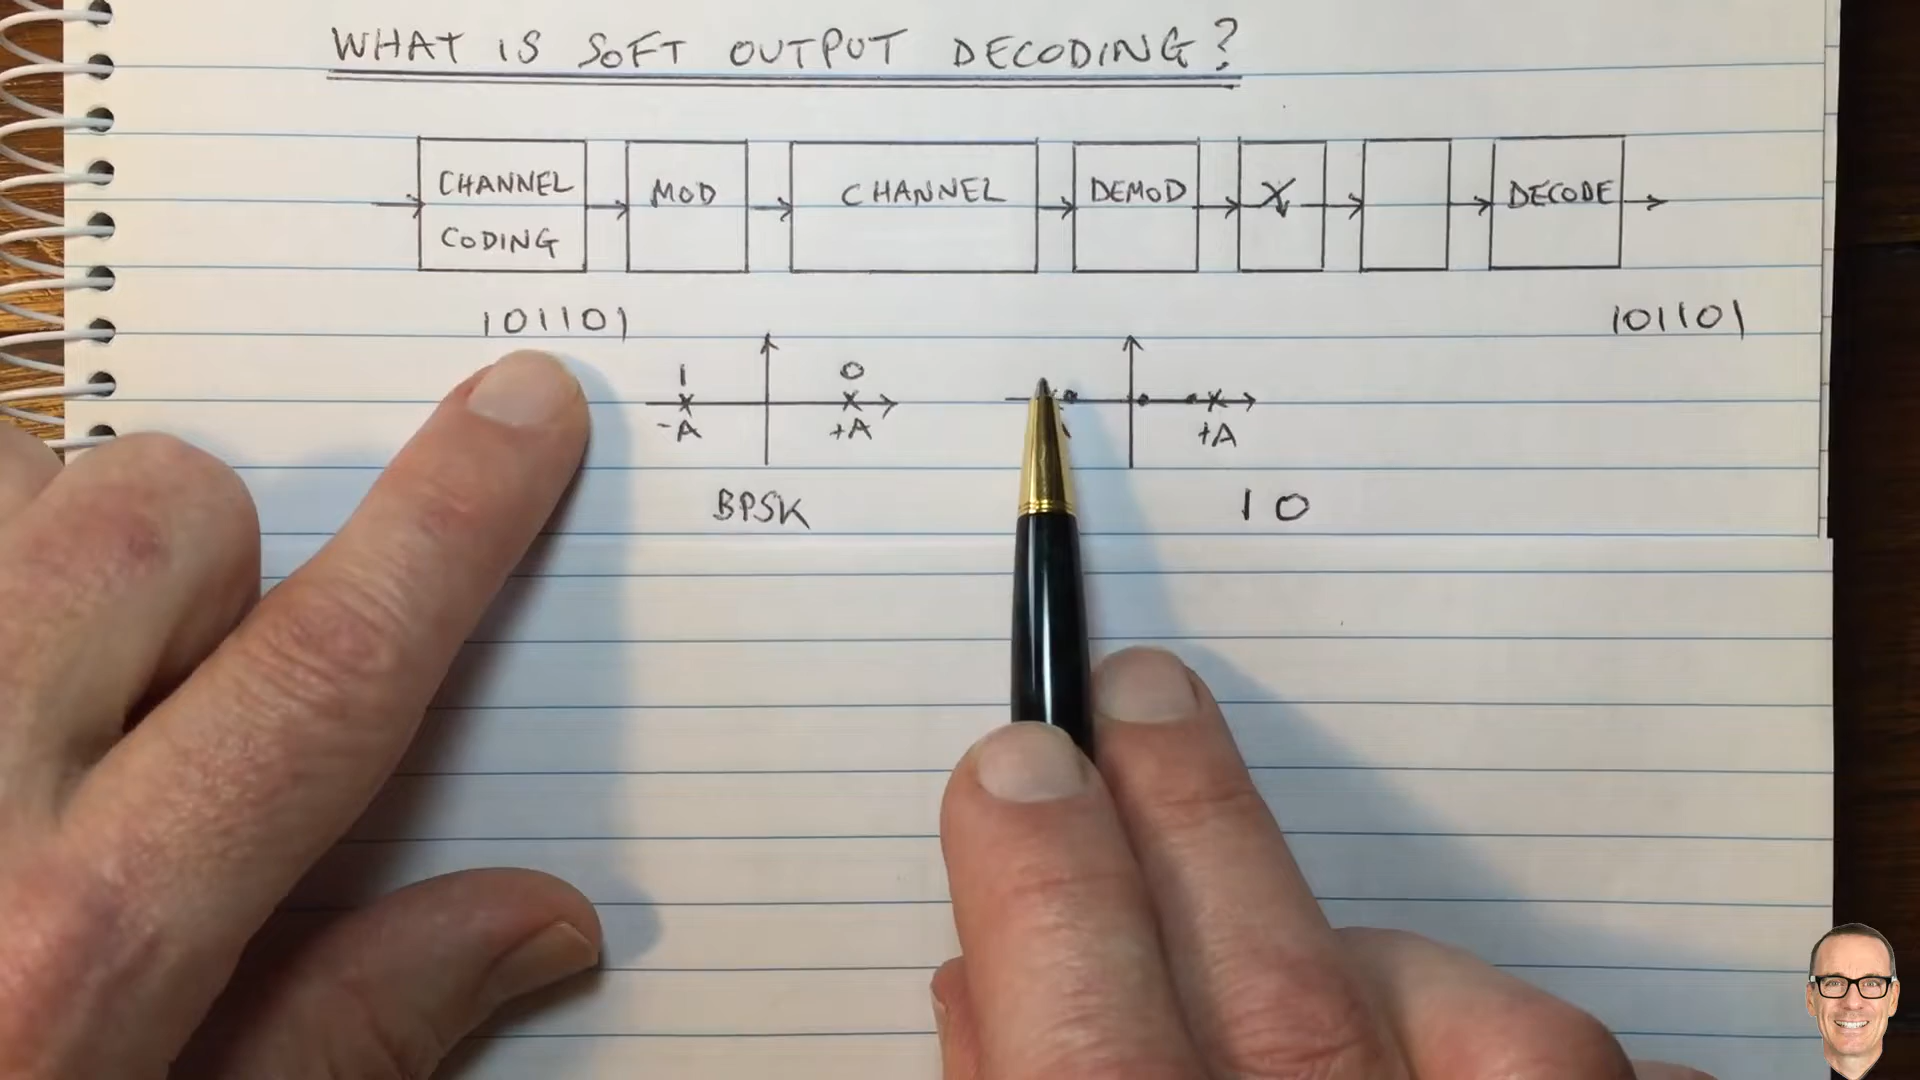 WHAT IS SOFT OUTPUT DECODING?
CHANNEL CODING
MOD
CHANNEL
DEMOD
DECODE
101101
101101
1 0
-A +A
+A
BPSK
1 0